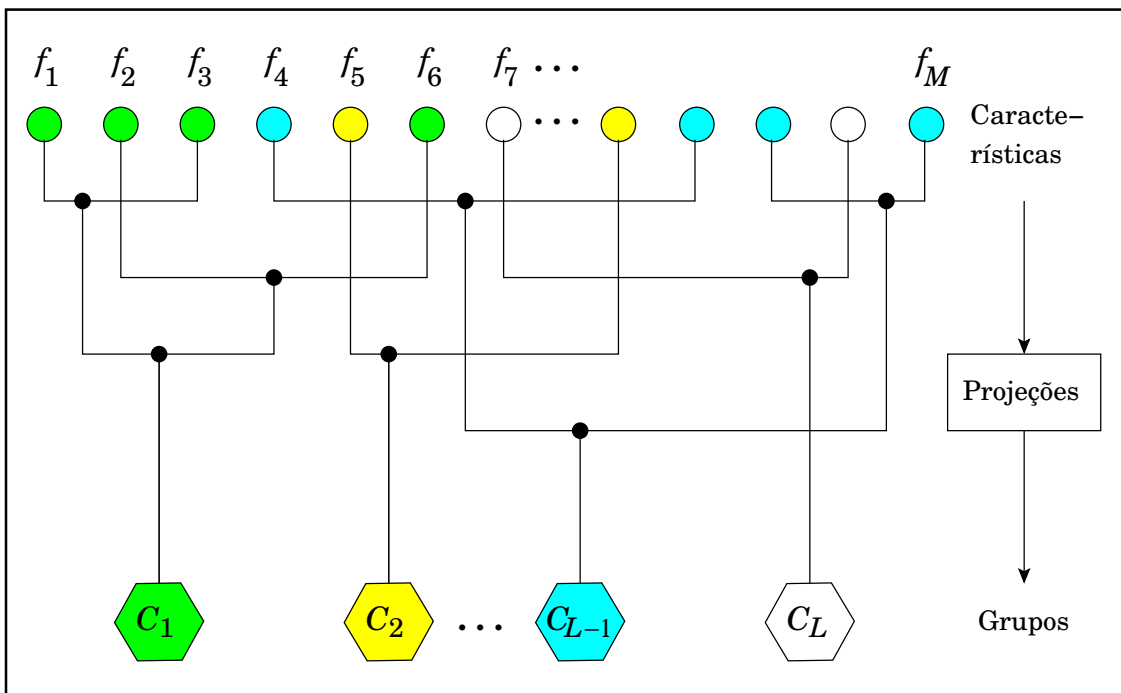 f1 f2 f3 f4 f5 f6 f7 ... fM
...
Caracte–
rísticas
Projeções
C1 C2 ... CL–1 CL
Grupos